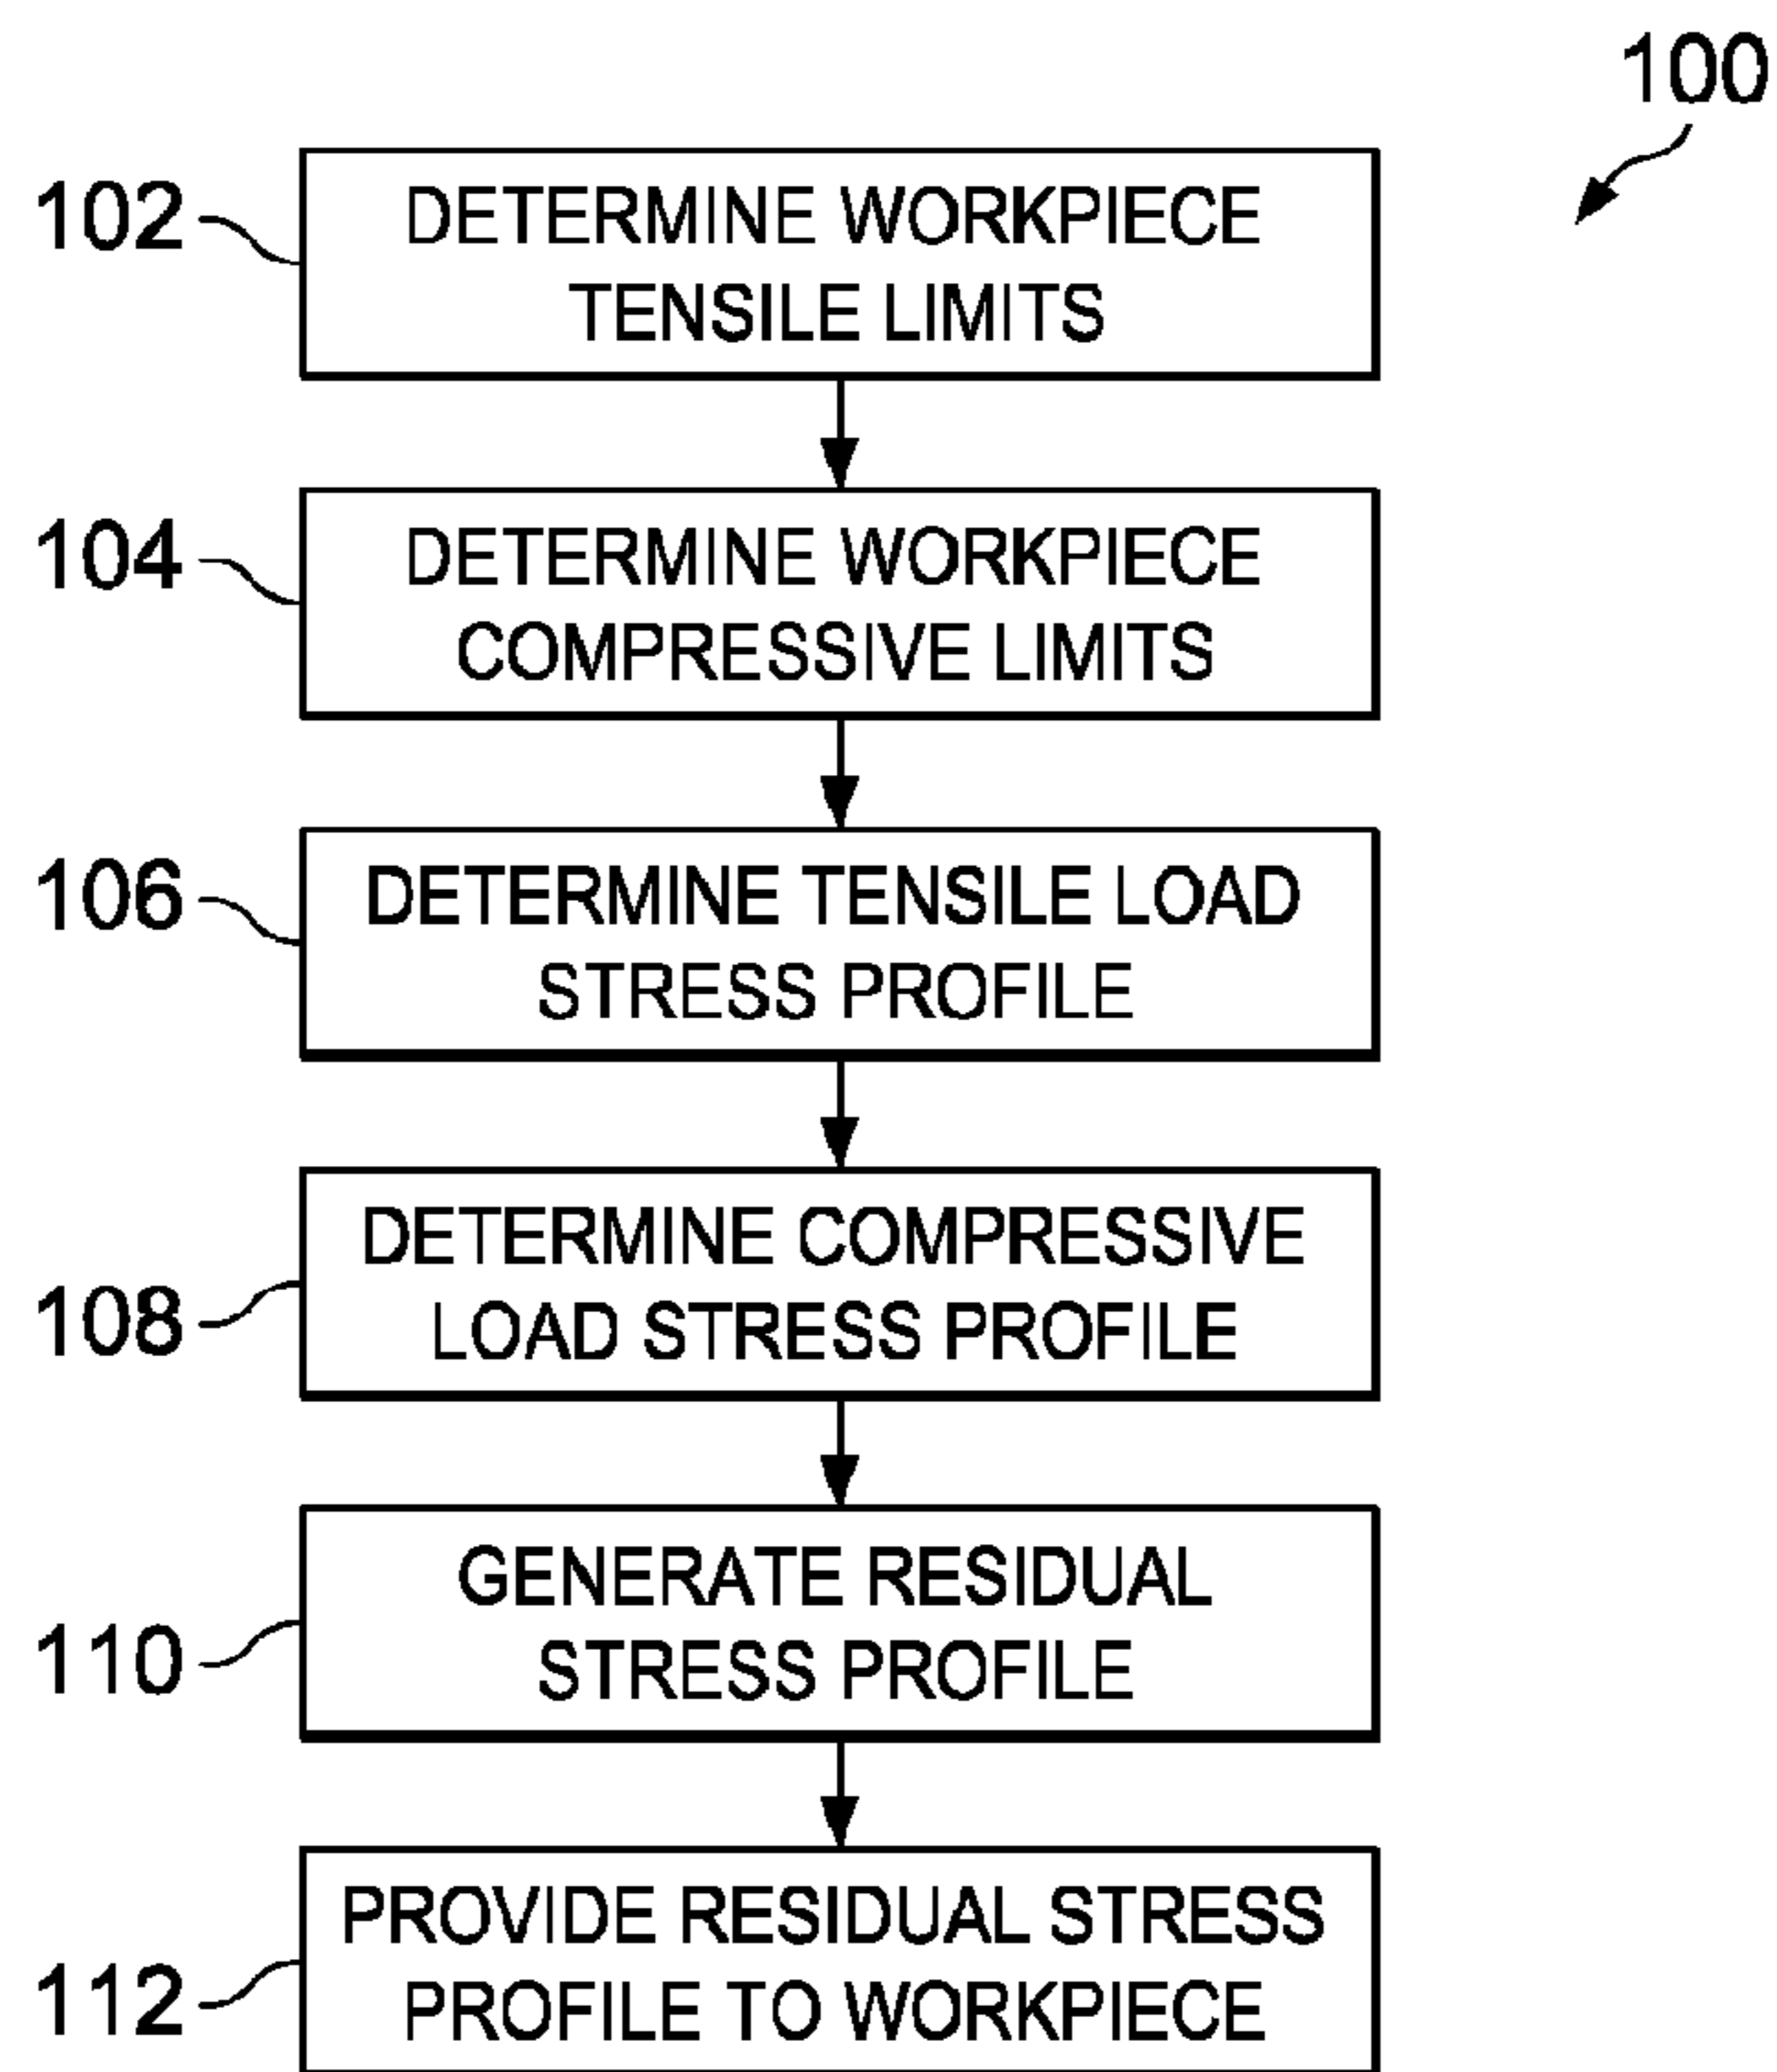 100
102
DETERMINE WORKPIECE
TENSILE LIMITS
104
DETERMINE WORKPIECE
COMPRESSIVE LIMITS
106
DETERMINE TENSILE LOAD
STRESS PROFILE
108
DETERMINE COMPRESSIVE
LOAD STRESS PROFILE
110
GENERATE RESIDUAL
STRESS PROFILE
112
PROVIDE RESIDUAL STRESS
PROFILE TO WORKPIECE